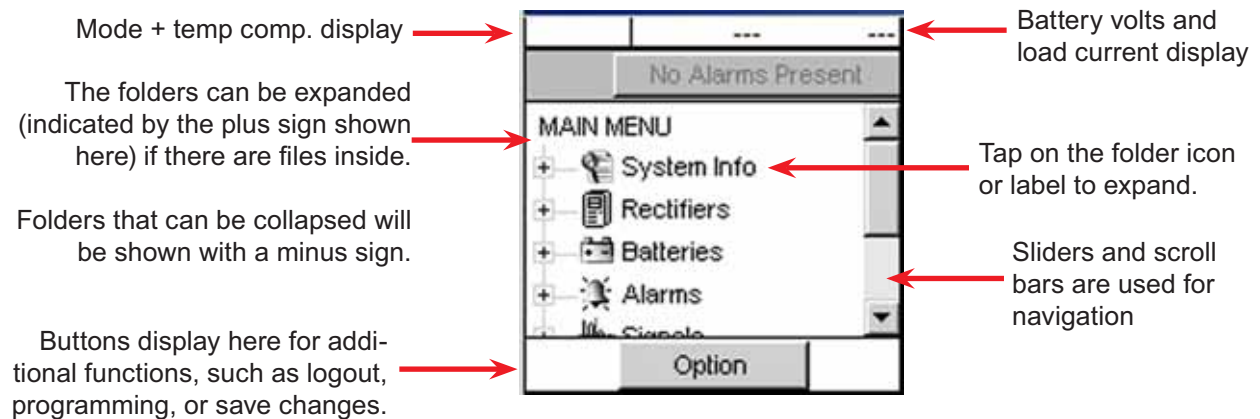 Mode + temp comp. display
The folders can be expanded
(indicated by the plus sign shown
here) if there are files inside.
Folders that can be collapsed will
be shown with a minus sign.
Buttons display here for addi-
tional functions, such as logout,
programming, or save changes.
--- ---
No Alarms Present
MAIN MENU
System Info
Rectifiers
Batteries
Alarms
Signals
Option
Battery volts and
load current display
Tap on the folder icon
or label to expand.
Sliders and scroll
bars are used for
navigation